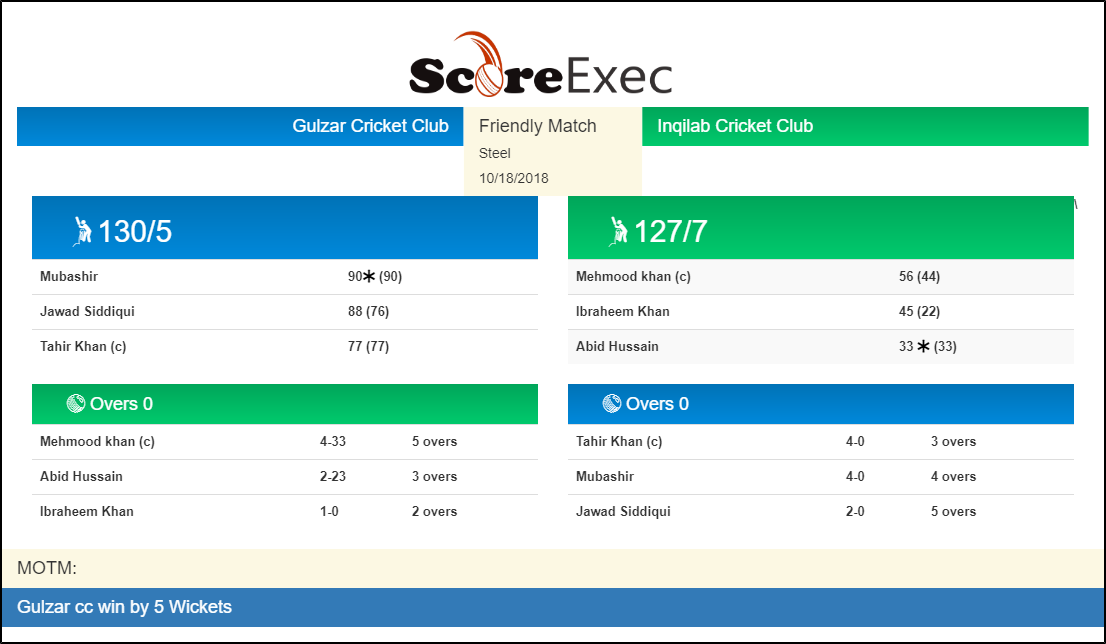 ScoreExec
Gulzar Cricket Club
Friendly Match
Steel
10/18/2018
Inqilab Cricket Club
\
130/5
Mubashir 90* (90)
Jawad Siddiqui 88 (76)
Tahir Khan (c) 77 (77)
127/7
Mehmood khan (c) 56 (44)
Ibraheem Khan 45 (22)
Abid Hussain 33 * (33)
Overs 0
Mehmood khan (c) 4-33 5 overs
Abid Hussain 2-23 3 overs
Ibraheem Khan 1-0 2 overs
Overs 0
Tahir Khan (c) 4-0 3 overs
Mubashir 4-0 4 overs
Jawad Siddiqui 2-0 5 overs
MOTM:
Gulzar cc win by 5 Wickets